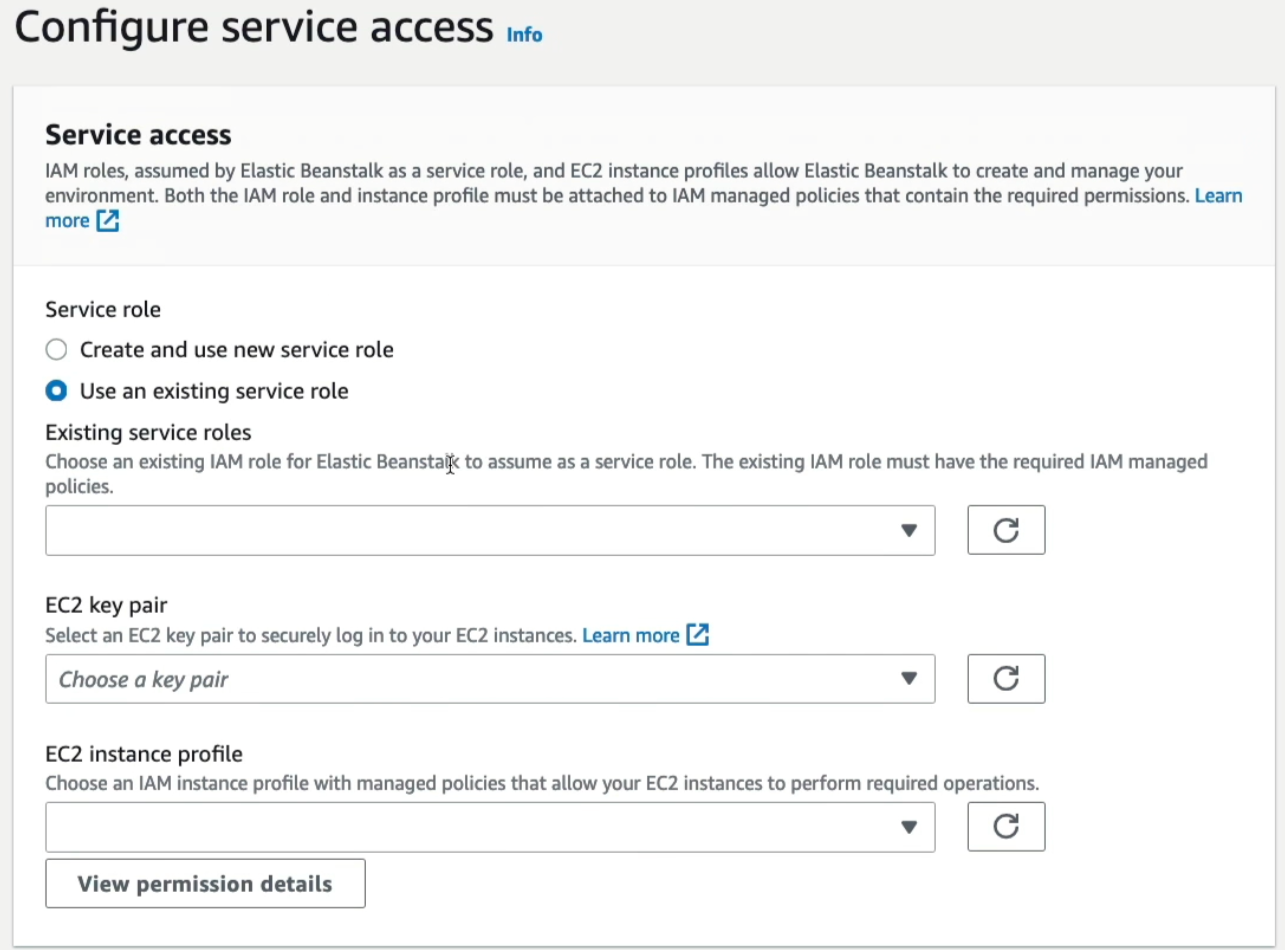 Configure service access Info
Service access
IAM roles, assumed by Elastic Beanstalk as a service role, and EC2 instance profiles allow Elastic Beanstalk to create and manage your
environment. Both the IAM role and instance profile must be attached to IAM managed policies that contain the required permissions. Learn
more
Service role
Create and use new service role
Use an existing service role
Existing service roles
Choose an existing IAM role for Elastic Beanstalk to assume as a service role. The existing IAM role must have the required IAM managed
policies.
EC2 key pair
Select an EC2 key pair to securely log in to your EC2 instances. Learn more
Choose a key pair
EC2 instance profile
Choose an IAM instance profile with managed policies that allow your EC2 instances to perform required operations.
View permission details